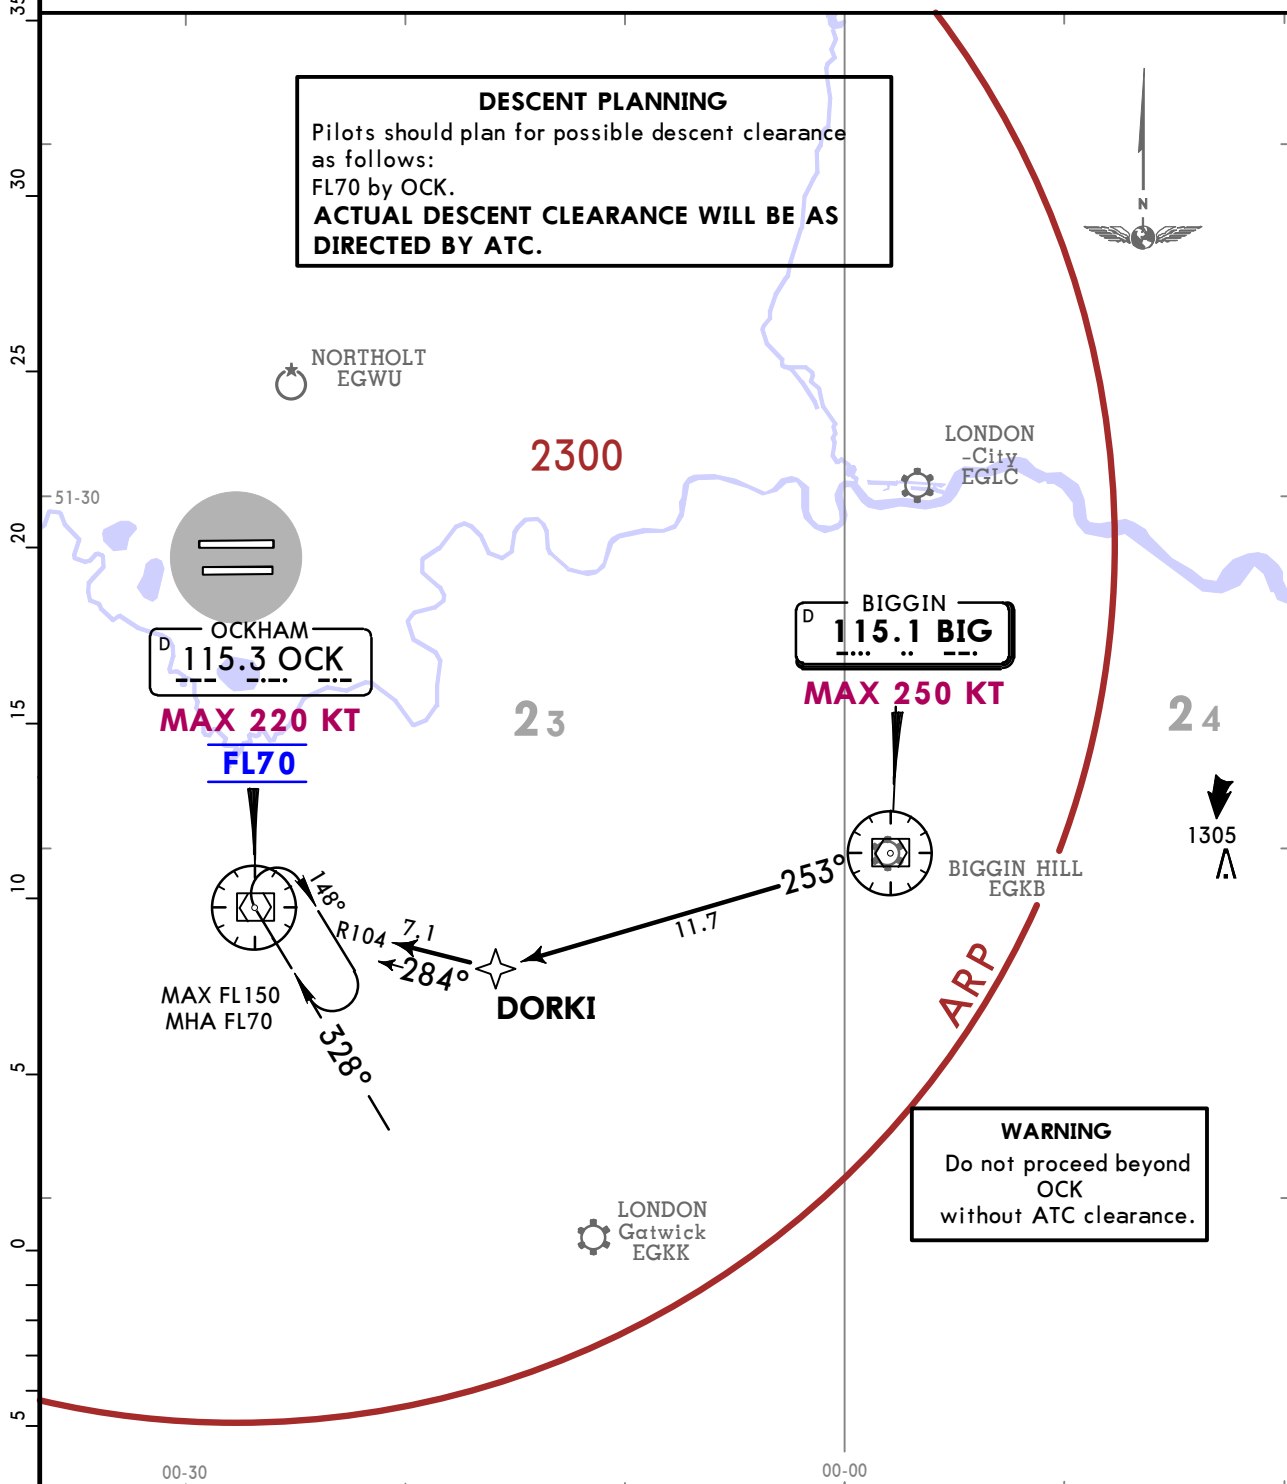 35
DESCENT PLANNING
Pilots should plan for possible descent clearance
as follows:
FL70 by OCK.
ACTUAL DESCENT CLEARANCE WILL BE AS
DIRECTED BY ATC.
N
30
25
NORTHOLT
EGWU
2300
LONDON
-City
EGLC
51-30
20
OCKHAM
D 115.3 OCK
MAX 220 KT
FL70
BIGGIN
D 115.1 BIG
MAX 250 KT
15
23
24
1305
10
148°
R104
7.1
284°
253°
11.7
BIGGIN HILL
EGKB
DORKI
MAX FL150
MHA FL70
328°
ARP
5
WARNING
Do not proceed beyond
OCK
without ATC clearance.
LONDON
Gatwick
EGKK
0
5
00-30
00-00